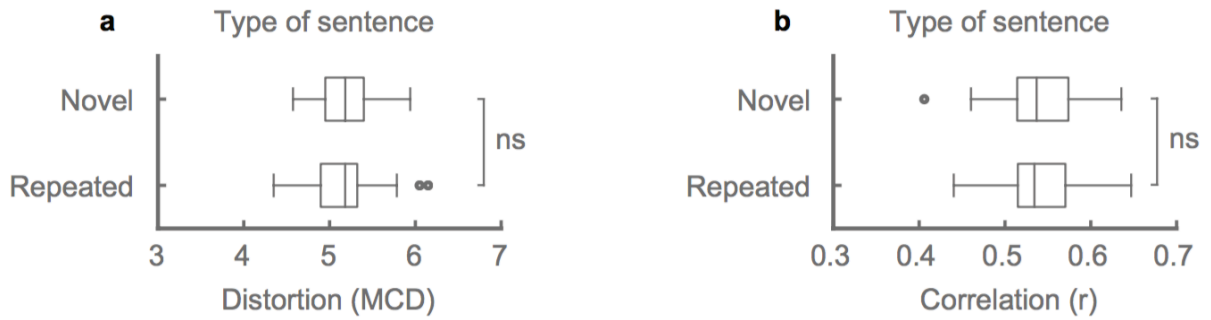 a Type of sentence
Novel
ns
Repeated
3 4 5 6 7
Distortion (MCD)
b Type of sentence
Novel
ns
Repeated
0.3 0.4 0.5 0.6 0.7
Correlation (r)